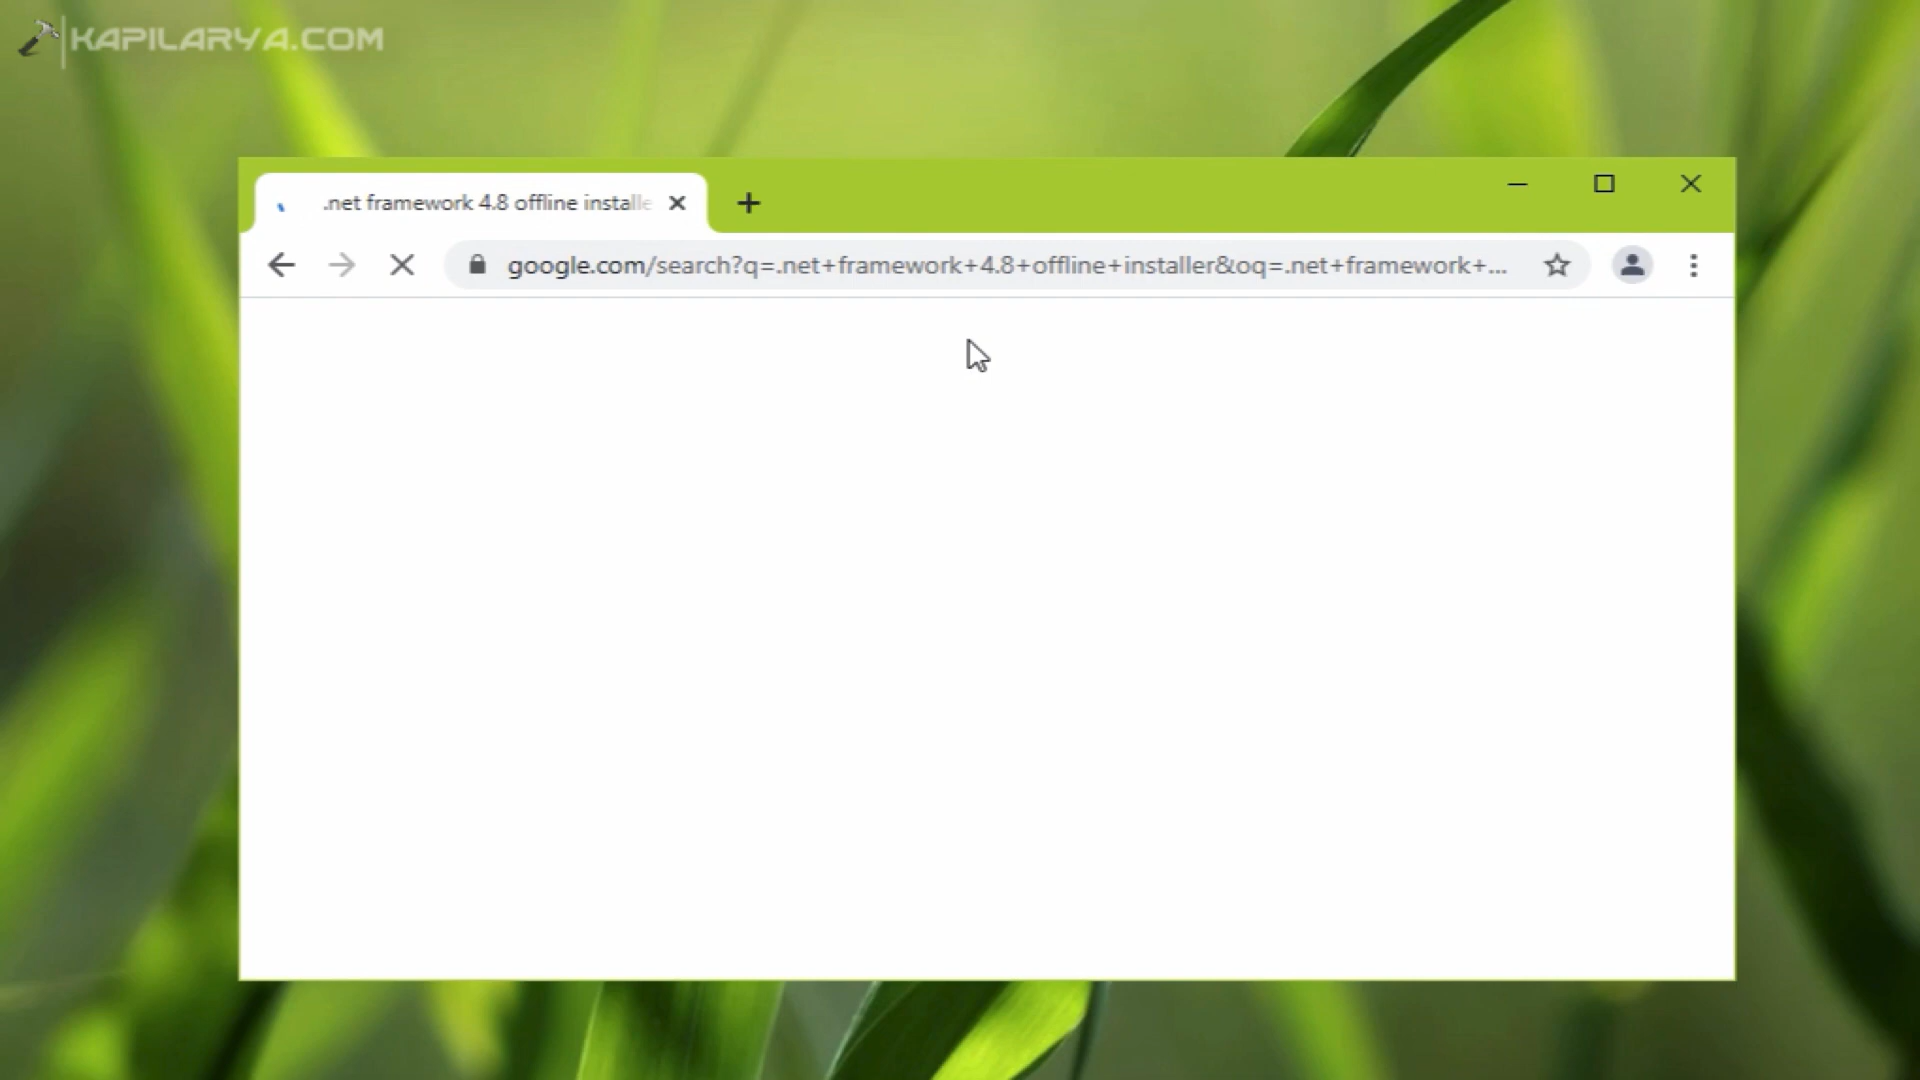 KAPILARYA.COM
.net framework 4.8 offline installe
google.com/search?q=.net+framework+4.8+offline+installer&oq=.net+framework+...